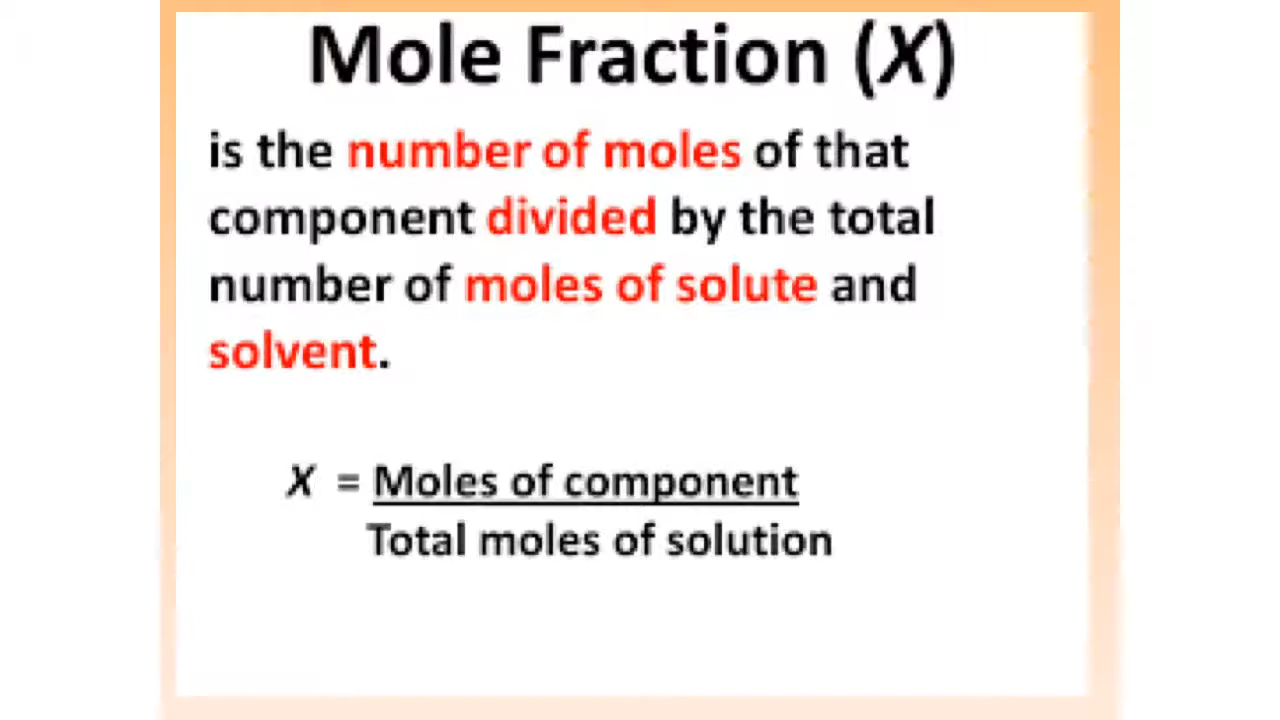 Mole Fraction (X)
is the number of moles of that
component divided by the total
number of moles of solute and
solvent.
X = Moles of component
Total moles of solution